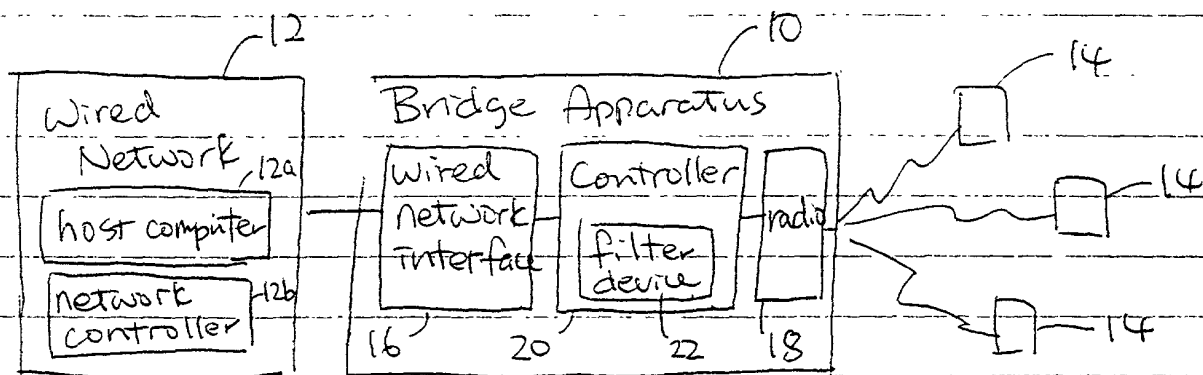 12
10
14
Wired
Network
12a
host computer
network
controller
12b
Bridge Apparatus
wired
network
interface
Controller
filter
device
radio
16
20
22
18
14
14